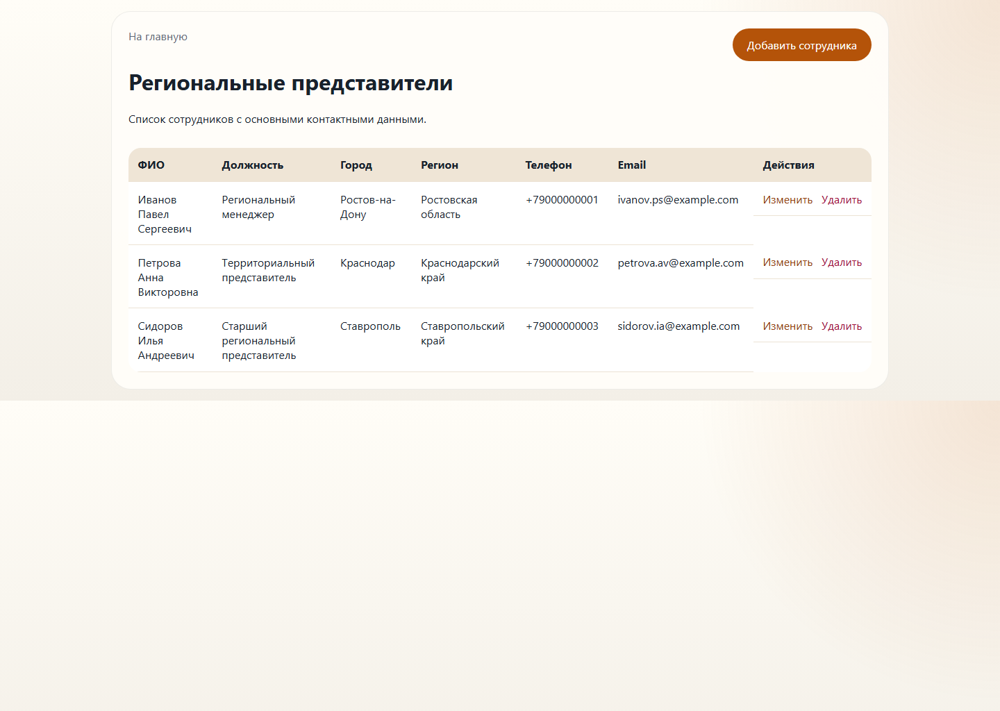 На главную
Добавить сотрудника
Региональные представители
Список сотрудников с основными контактными данными.
ФИО Должность Город Регион Телефон Email Действия
Иванов Региональный Ростов-на- Ростовская +79000000001 ivanov.ps@example.com Изменить Удалить
Павел менеджер Дону область
Сергеевич
Петрова Территориальный Краснодар Краснодарский +79000000002 petrova.av@example.com Изменить Удалить
Анна представитель край
Викторовна
Сидоров Старший Ставрополь Ставропольский +79000000003 sidorov.ia@example.com Изменить Удалить
Илья региональный край
Андреевич представитель